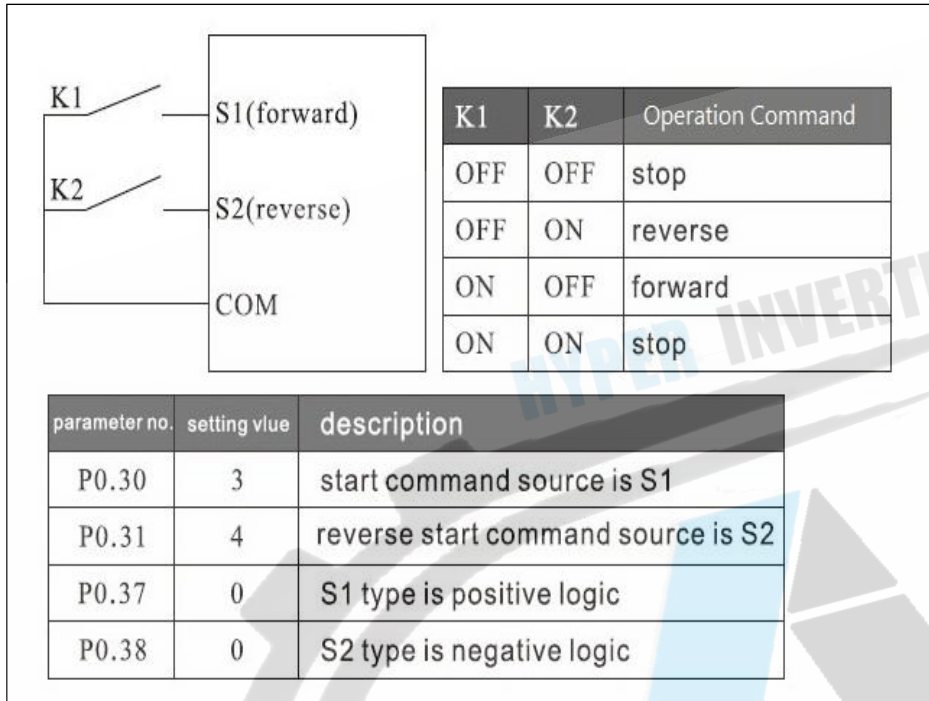 K1
S1(forward)
K2
S2(reverse)
COM
K1 K2 Operation Command
OFF OFF stop
OFF ON reverse
ON OFF forward
ON ON stop
HYPER INVERTE
parameter no. setting vlue description
P0.30 3 start command source is S1
P0.31 4 reverse start command source is S2
P0.37 0 S1 type is positive logic
P0.38 0 S2 type is negative logic